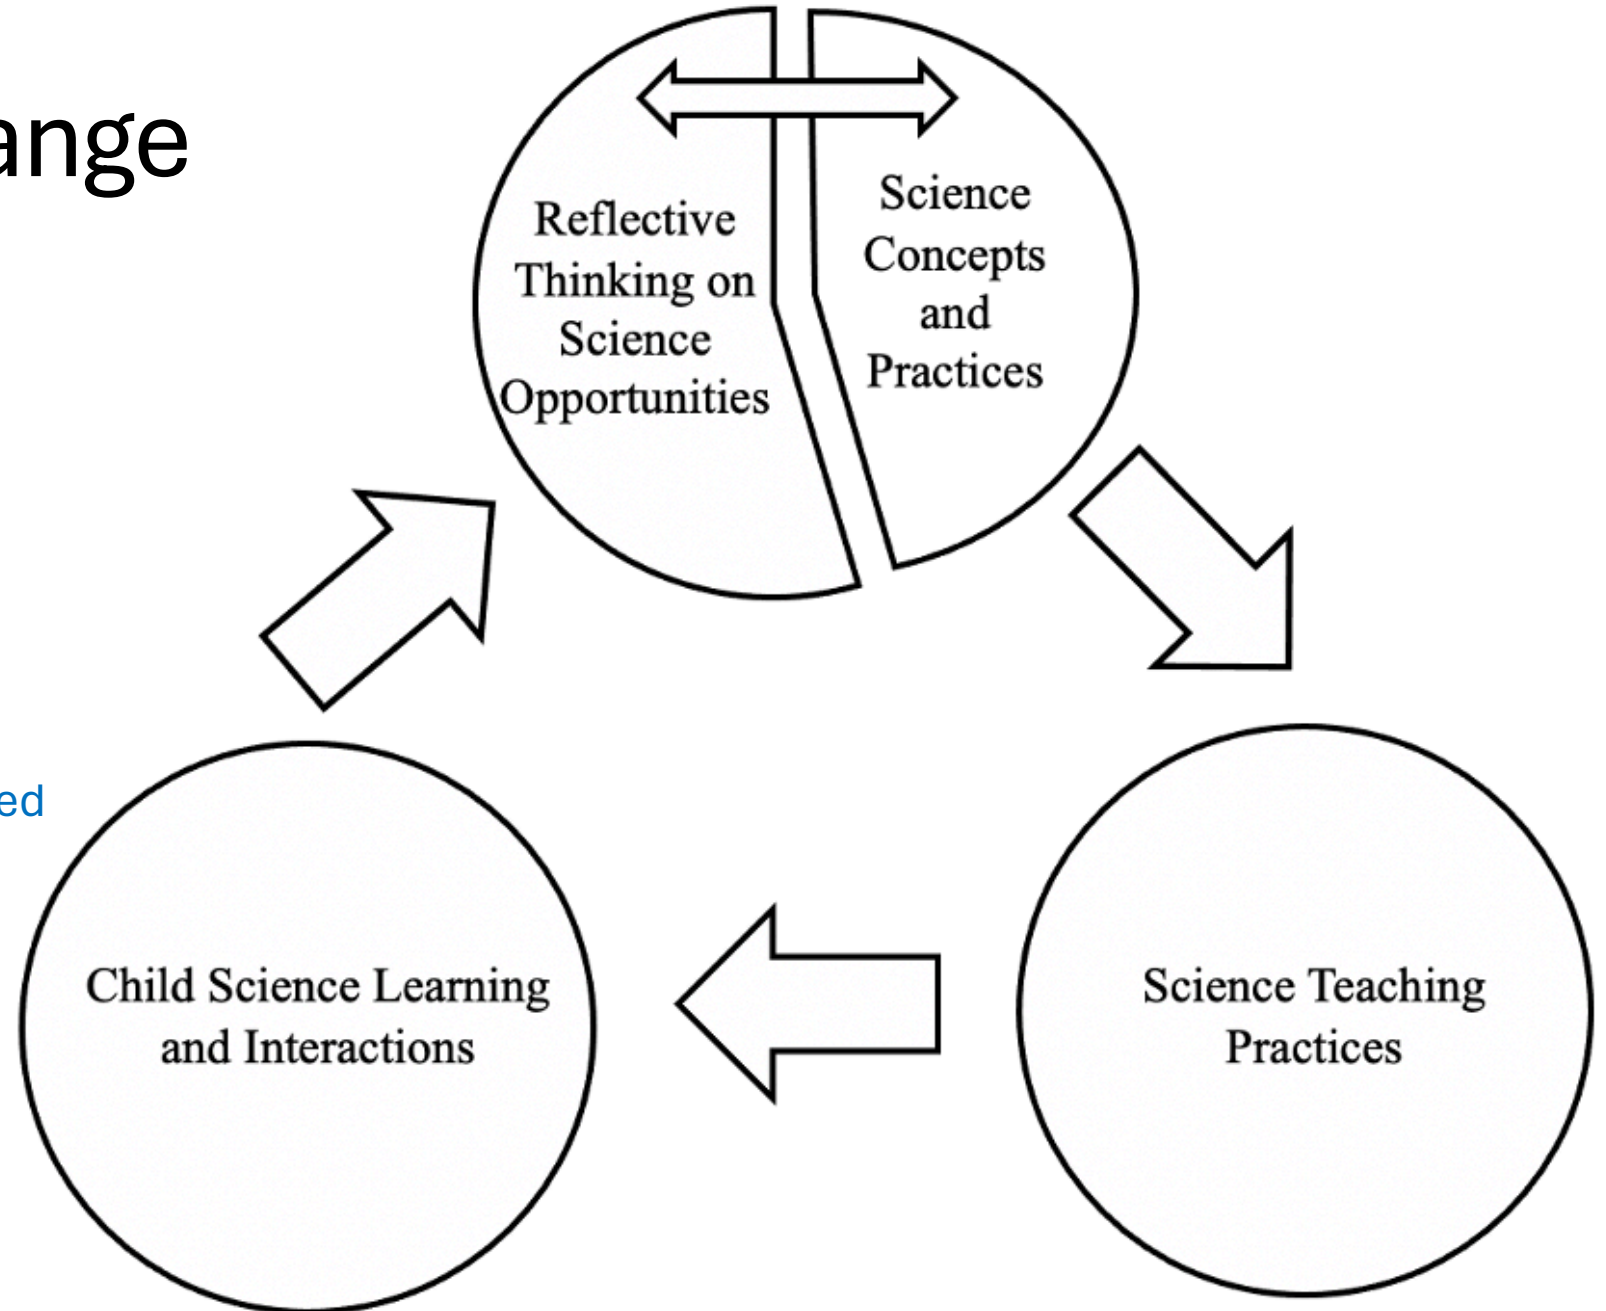 ange
Reflective
Thinking on
Science
Opportunities
Science
Concepts
and
Practices
ed
Child Science Learning
and Interactions
Science Teaching
Practices